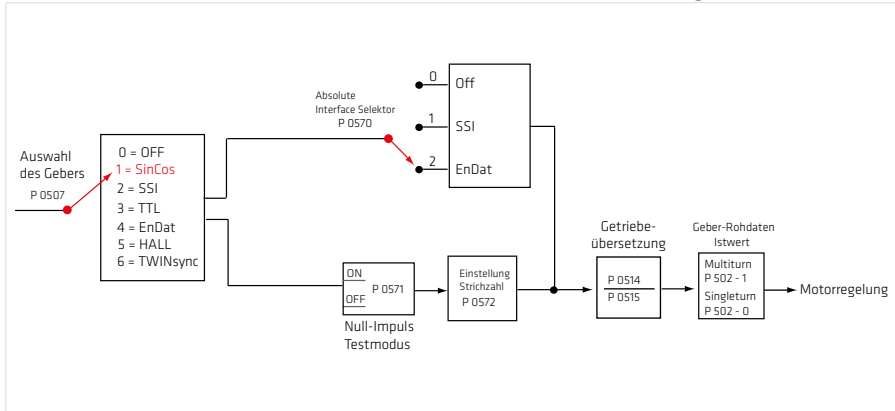 Auswahl
des Gebers
P 0507
0 = OFF
1 = SinCos
2 = SSI
3 = TTL
4 = EnDat
5 = HALL
6 = TWINsync
Absolute
Interface Selektor
P 0570
0
Off
1
SSI
2
EnDat
ON
OFF
P 0571
Null-Impuls
Testmodus
Einstellung
Strichzahl
P 0572
Getriebe-
übersetzung
P 0514
P 0515
Geber-Rohdaten
Istwert
Multiturn
P 502 - 1
Singleturn
P 502 - 0
Motorregelung